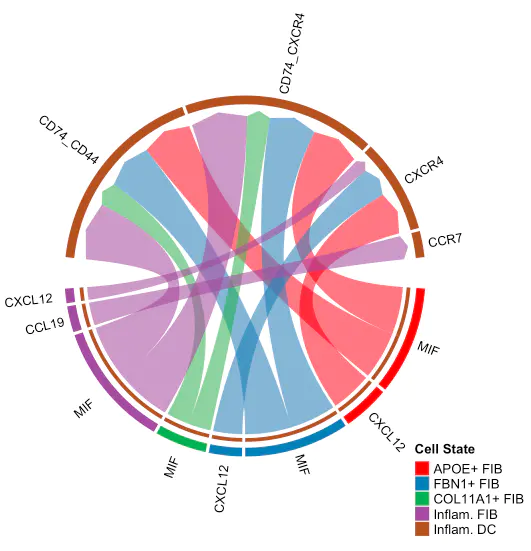 CD74_CXCR4
CD74_CD44
CXCR4
CCR7
CXCL12
CCL19
MIF
MIF
CXCL12
MIF
CXCL12
MIF
Cell State
APOE+ FIB
FBN1+ FIB
COL11A1+ FIB
Inflam. FIB
Inflam. DC